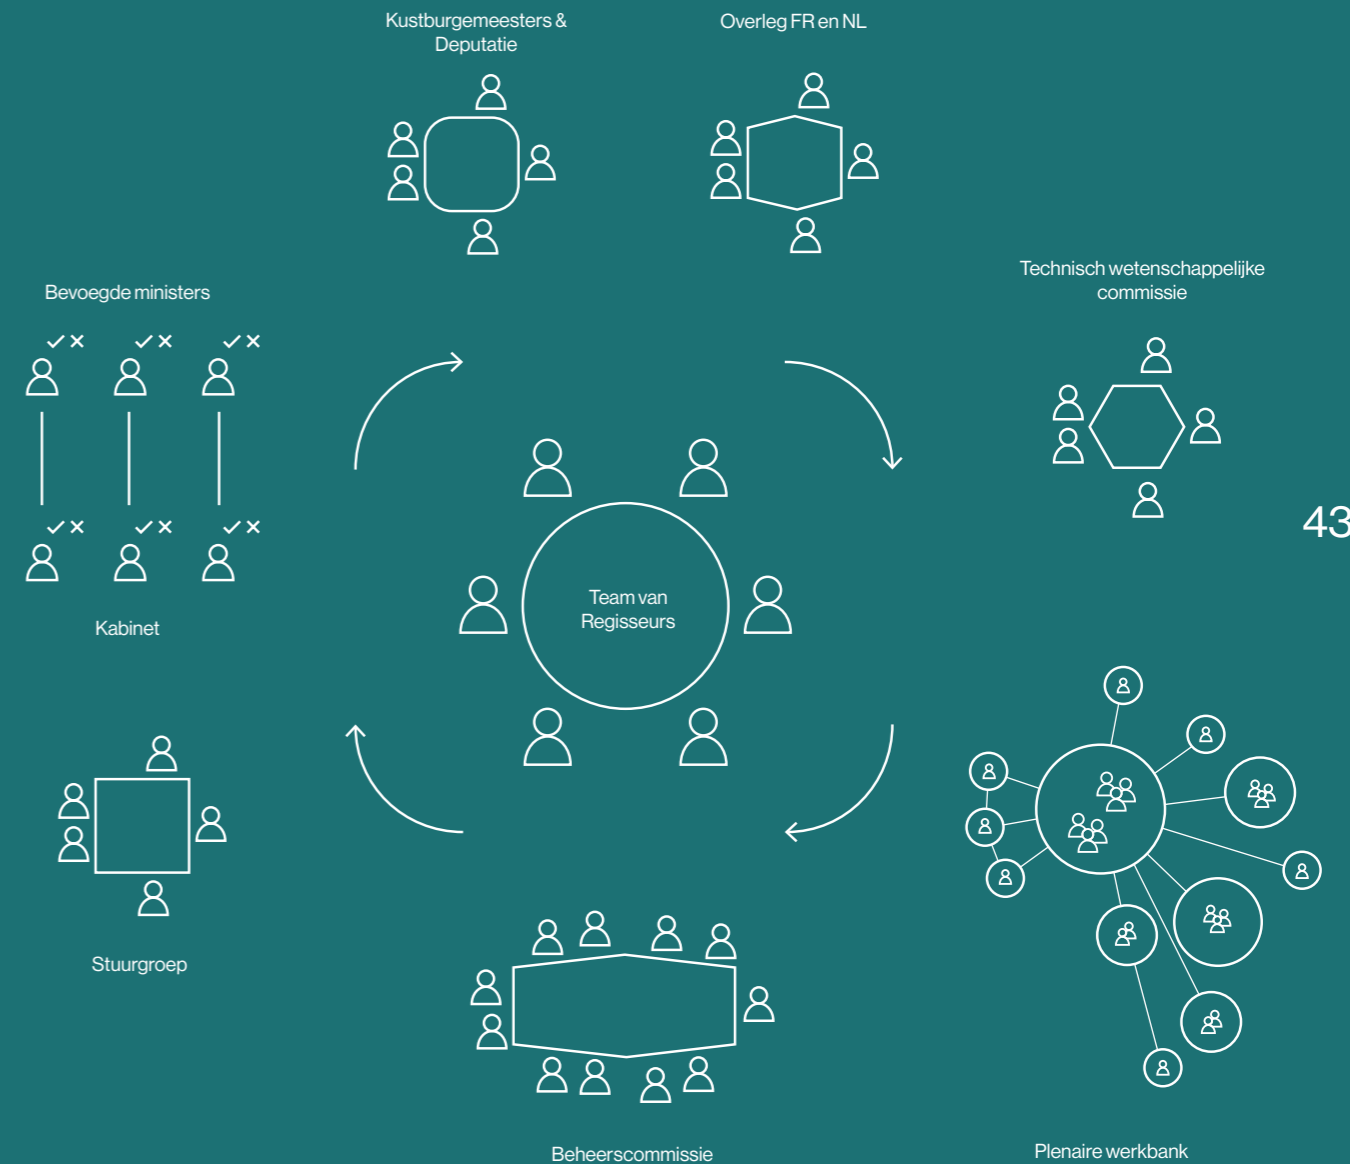 Kustburgemeesters &
Deputatie
Overleg FR en NL
Technisch wetenschappelijke
commissie
Bevoegde ministers
43
Team van
Regisseurs
Kabinet
Stuurgroep
Beheerscommissie
Plenaire werkbank